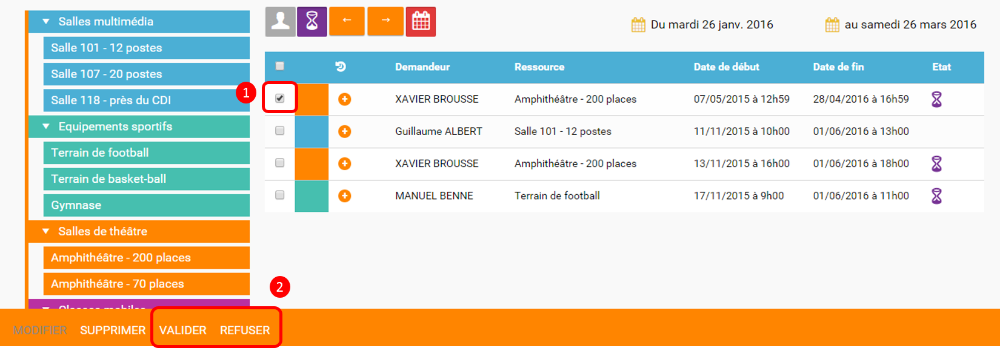 Salles multimédia
Salle 101 - 12 postes
Salle 107 - 20 postes
Salle 118 - près du CDI
Equipements sportifs
Terrain de football
Terrain de basket-ball
Gymnase
Salles de théâtre
Amphithéâtre - 200 places
Amphithéâtre - 70 places
Classes mobiles
← → Du mardi 26 janv. 2016 au samedi 26 mars 2016
Demandeur Ressource Date de début Date de fin Etat
1 XAVIER BROUSSE Amphithéâtre - 200 places 07/05/2015 à 12h59 28/04/2016 à 16h59
Guillaume ALBERT Salle 101 - 12 postes 11/11/2015 à 10h00 01/06/2016 à 13h00
XAVIER BROUSSE Amphithéâtre - 200 places 13/11/2015 à 16h00 01/06/2016 à 18h00
MANUEL BENNE Terrain de football 17/11/2015 à 9h00 01/06/2016 à 11h00
2
MODIFIER SUPPRIMER VALIDER REFUSER